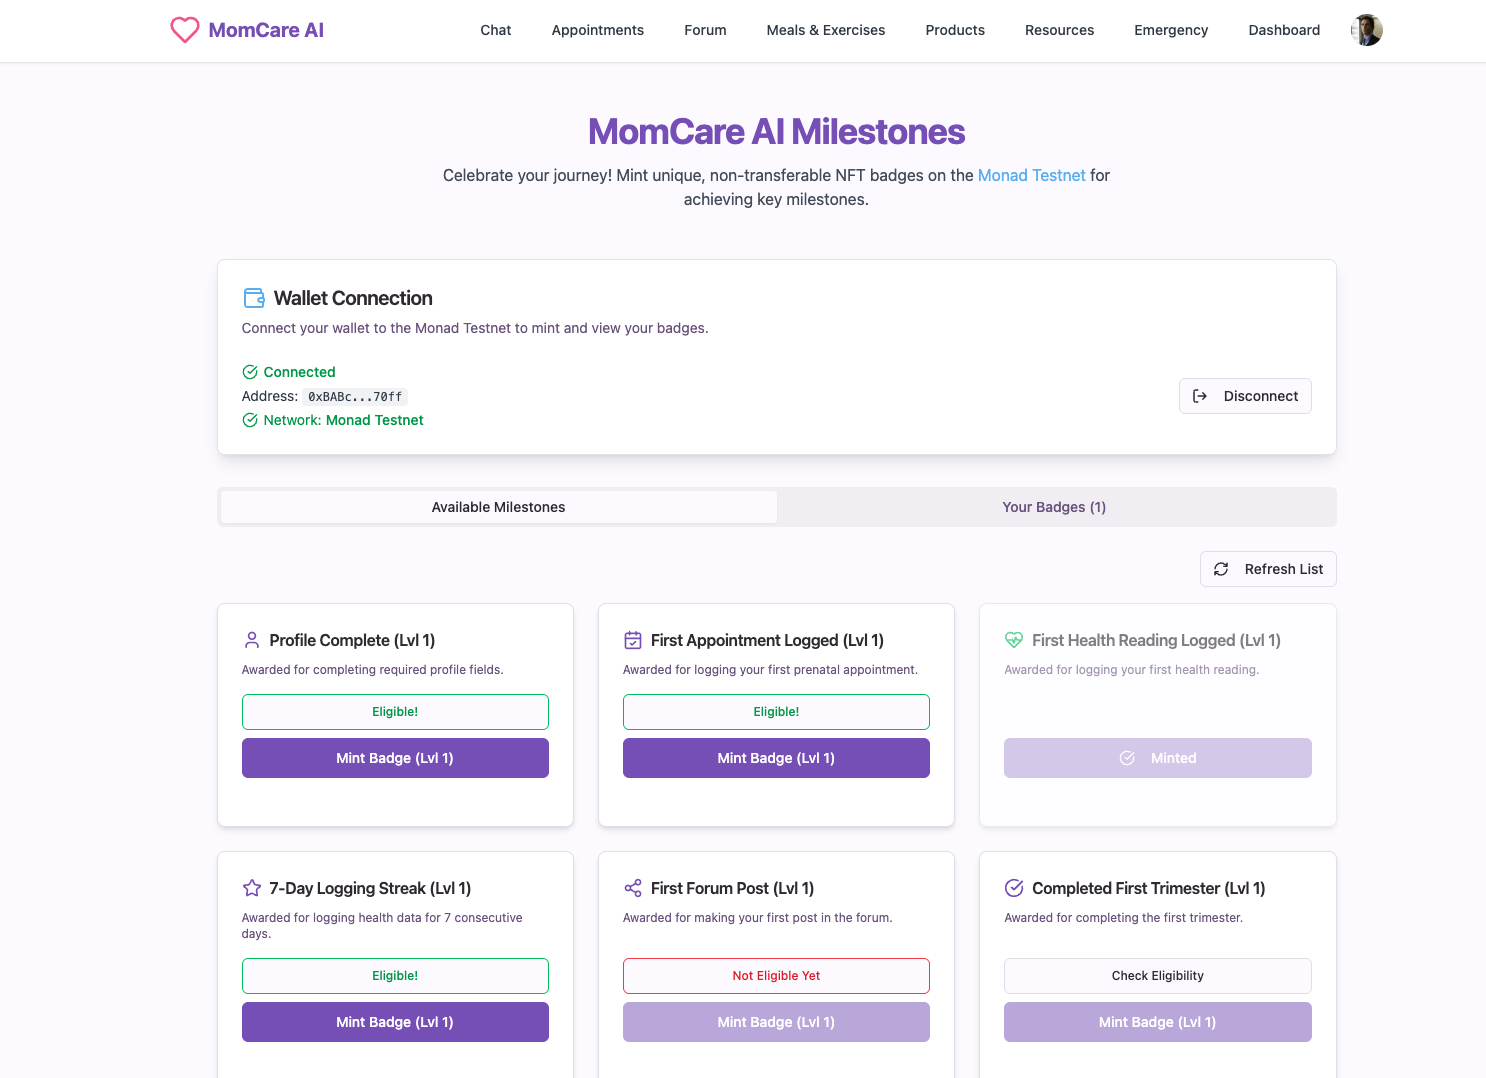 MomCare AI
Chat
Appointments
Forum
Meals & Exercises
Products
Resources
Emergency
Dashboard
MomCare AI Milestones
Celebrate your journey! Mint unique, non-transferable NFT badges on the Monad Testnet for
achieving key milestones.
Wallet Connection
Connect your wallet to the Monad Testnet to mint and view your badges.
Connected
Address: 0xBABc...70ff
Network: Monad Testnet
Disconnect
Available Milestones
Your Badges (1)
Refresh List
Profile Complete (Lvl 1)
Awarded for completing required profile fields.
Eligible!
Mint Badge (Lvl 1)
First Appointment Logged (Lvl 1)
Awarded for logging your first prenatal appointment.
Eligible!
Mint Badge (Lvl 1)
First Health Reading Logged (Lvl 1)
Awarded for logging your first health reading.
Minted
7-Day Logging Streak (Lvl 1)
Awarded for logging health data for 7 consecutive
days.
Eligible!
Mint Badge (Lvl 1)
First Forum Post (Lvl 1)
Awarded for making your first post in the forum.
Not Eligible Yet
Mint Badge (Lvl 1)
Completed First Trimester (Lvl 1)
Awarded for completing the first trimester.
Check Eligibility
Mint Badge (Lvl 1)